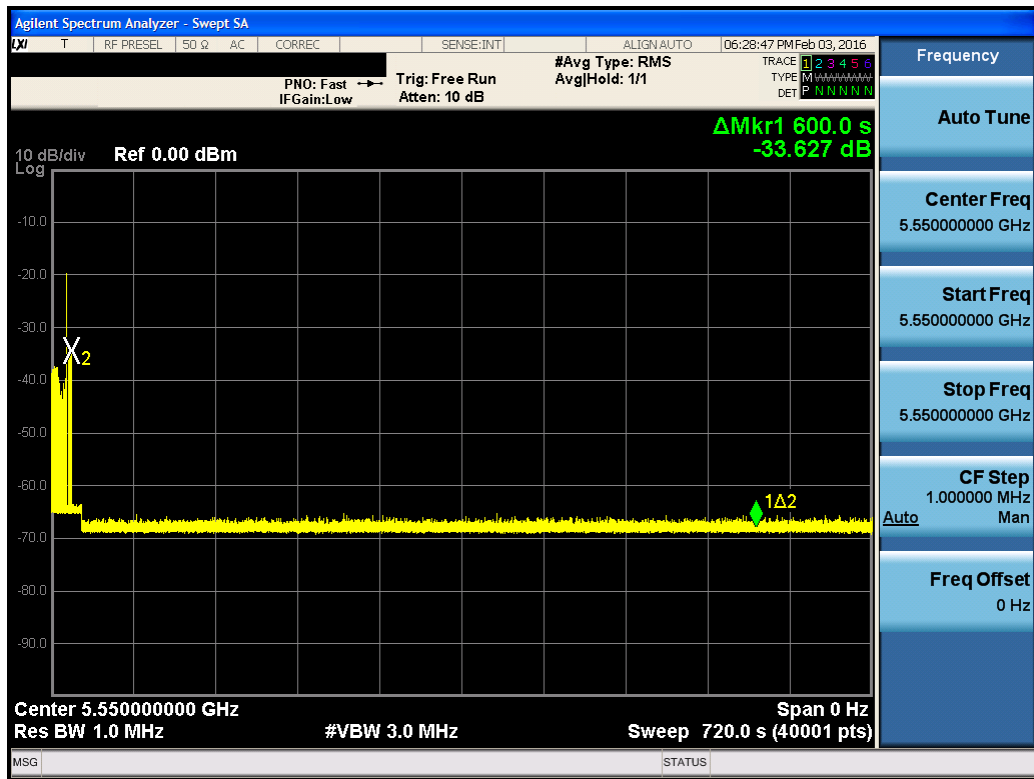 Agilent Spectrum Analyzer - Swept SA
LXI T RF PRESEL 50 Ω AC CORREC SENSE:INT ALIGN AUTO 06:28:47 PM Feb 03, 2016
PNO: Fast
IFGain:Low
Trig: Free Run
Atten: 10 dB
#Avg Type: RMS
Avg|Hold: 1/1
TRACE 1 2 3 4 5 6
TYPE M
DET P N N N N N
ΔMkr1 600.0 s
-33.627 dB
10 dB/div
Log
Ref 0.00 dBm
-10.0
-20.0
-30.0
-40.0
-50.0
-60.0
-70.0
-80.0
-90.0
2
1Δ2
Center 5.550000000 GHz
Span 0 Hz
Res BW 1.0 MHz
#VBW 3.0 MHz
Sweep 720.0 s (40001 pts)
MSG
STATUS
Frequency
Auto Tune
Center Freq
5.550000000 GHz
Start Freq
5.550000000 GHz
Stop Freq
5.550000000 GHz
CF Step
1.000000 MHz
Auto Man
Freq Offset
0 Hz